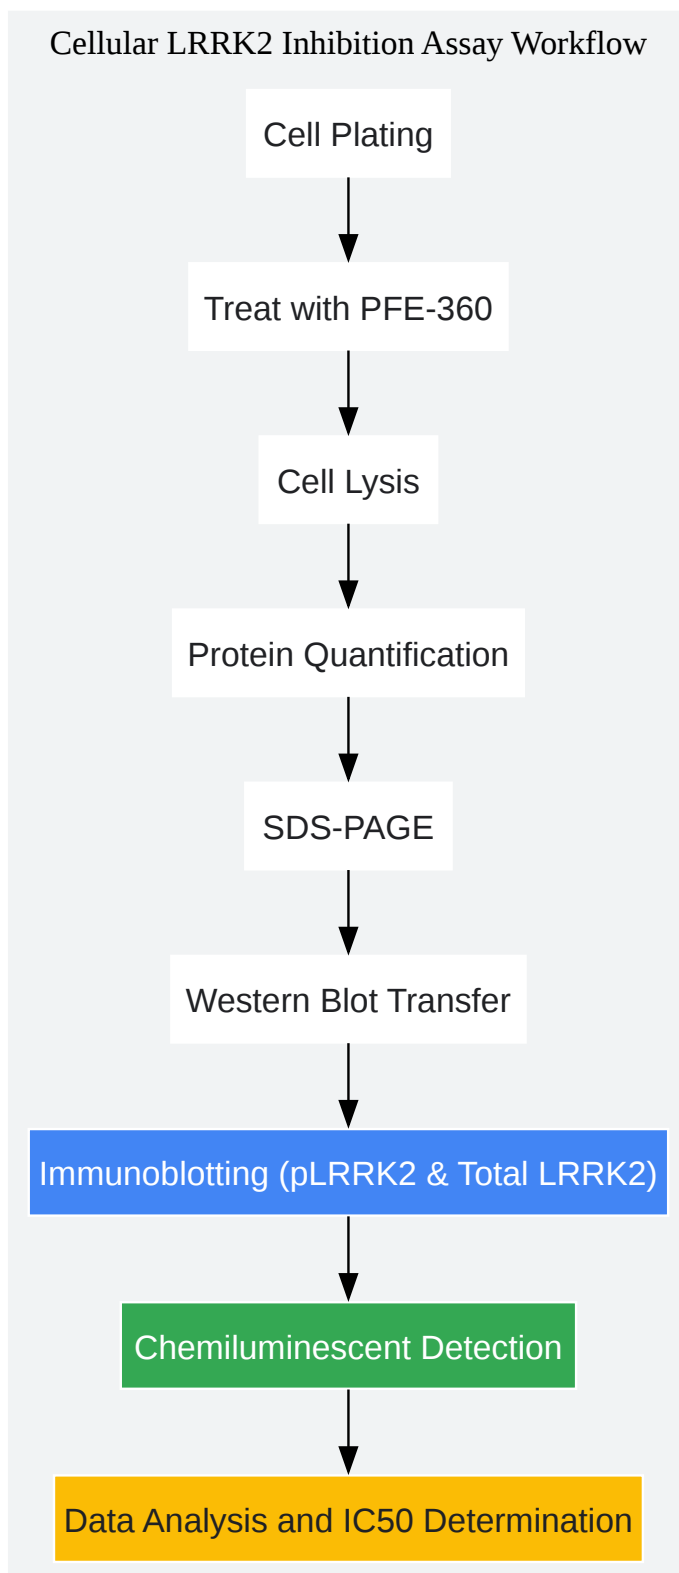 Cellular LRRK2 Inhibition Assay Workflow
Cell Plating
Treat with PFE-360
Cell Lysis
Protein Quantification
SDS-PAGE
Western Blot Transfer
Immunoblotting (pLRRK2 & Total LRRK2)
Chemiluminescent Detection
Data Analysis and IC50 Determination